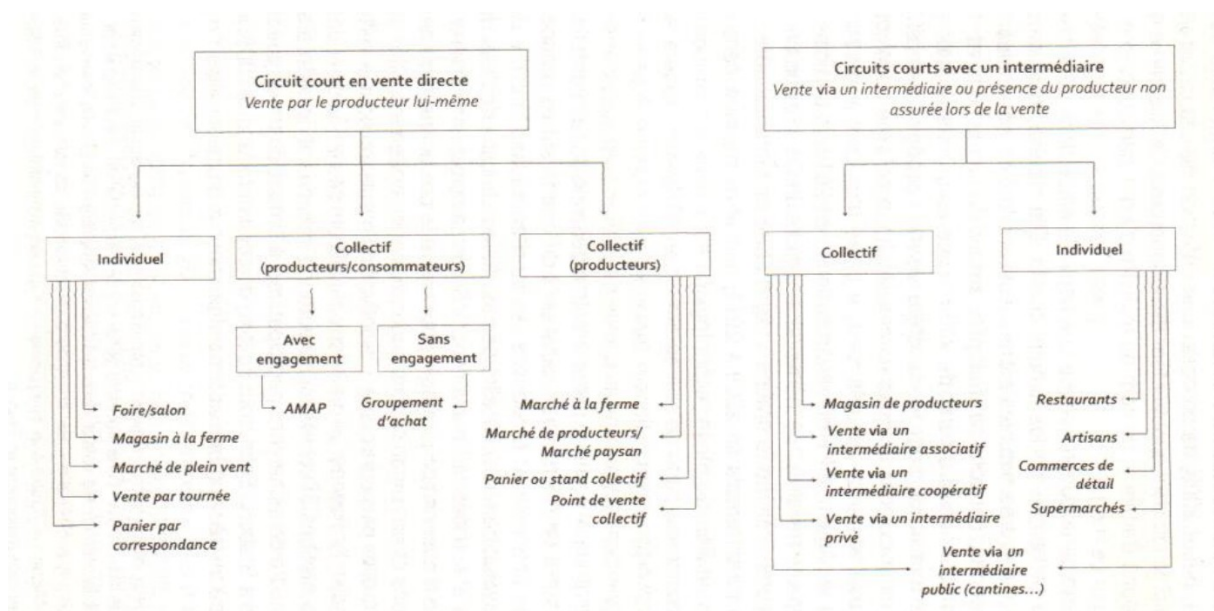 Circuit court en vente directe
Vente par le producteur lui-même
Individuel
Collectif
(producteurs/consommateurs)
Collectif
(producteurs)
Avec
engagement
Sans
engagement
Foire/salon
Magasin à la ferme
Marché de plein vent
Vente par tournée
Panier par
correspondance
AMAP
Groupement
d'achat
Marché à la ferme
Marché de producteurs/
Marché paysan
Panier ou stand collectif
Point de vente
collectif
Circuits courts avec un intermédiaire
Vente via un intermédiaire ou présence du producteur non
assurée lors de la vente
Collectif
Individuel
Magasin de producteurs
Vente via un
intermédiaire associatif
Vente via un
intermédiaire coopératif
Vente via un intermédiaire
privé
Restaurants
Artisans
Commerces de
détail
Supermarchés
Vente via un
intermédiaire
public (cantines...)